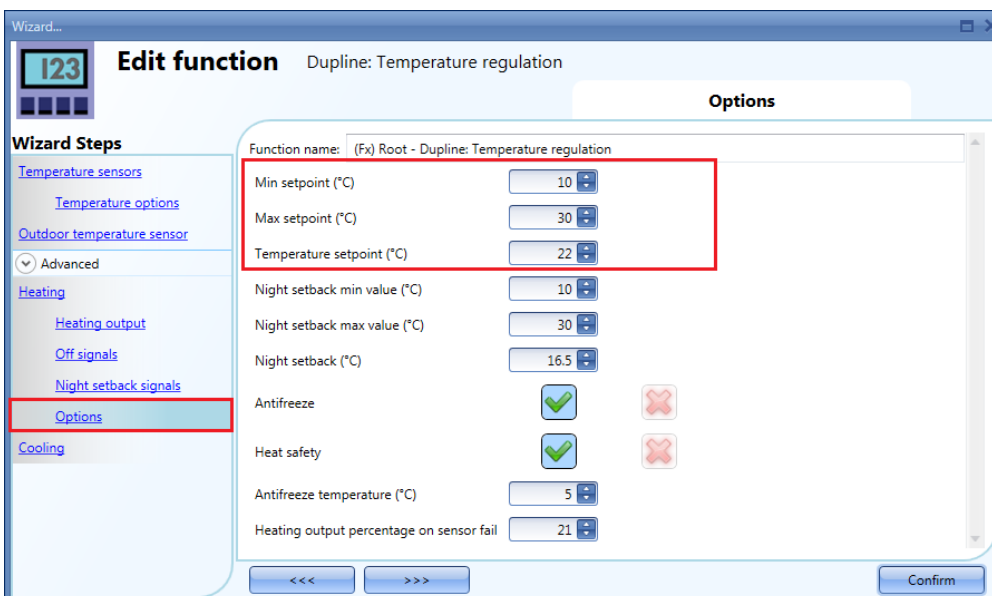 Wizard...
123
Edit function Dupline: Temperature regulation
Options
Wizard Steps
Temperature sensors
Temperature options
Outdoor temperature sensor
Advanced
Heating
Heating output
Off signals
Night setback signals
Options
Cooling
Function name: (Fx) Root - Dupline: Temperature regulation
Min setpoint (°C) 10
Max setpoint (°C) 30
Temperature setpoint (°C) 22
Night setback min value (°C) 10
Night setback max value (°C) 30
Night setback (°C) 16.5
Antifreeze
Heat safety
Antifreeze temperature (°C) 5
Heating output percentage on sensor fail 21
<<< >>> Confirm